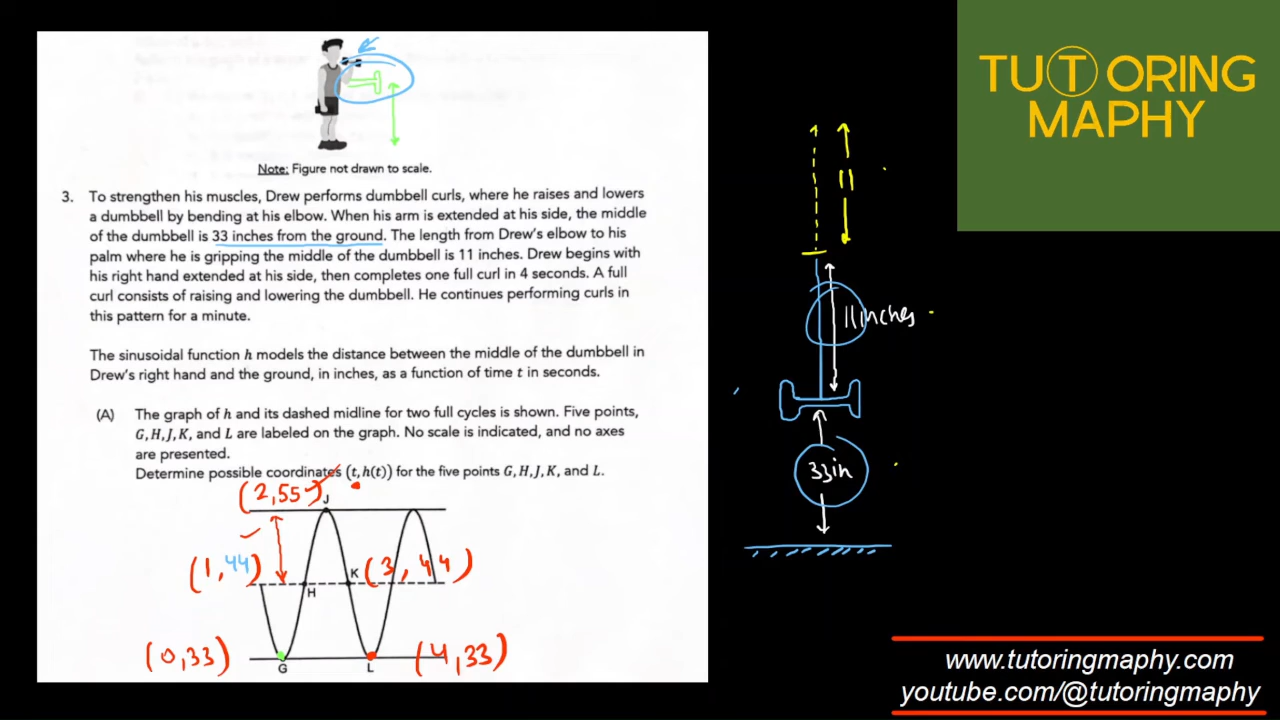 TUTORING
MAPHY
Note: Figure not drawn to scale.
3. To strengthen his muscles, Drew performs dumbbell curls, where he raises and lowers
a dumbbell by bending at his elbow. When his arm is extended at his side, the middle
of the dumbbell is 33 inches from the ground. The length from Drew's elbow to his
palm where he is gripping the middle of the dumbbell is 11 inches. Drew begins with
his right hand extended at his side, then completes one full curl in 4 seconds. A full
curl consists of raising and lowering the dumbbell. He continues performing curls in
this pattern for a minute.
The sinusoidal function h models the distance between the middle of the dumbbell in
Drew's right hand and the ground, in inches, as a function of time t in seconds.
(A) The graph of h and its dashed midline for two full cycles is shown. Five points,
G, H, J, K, and L are labeled on the graph. No scale is indicated, and no axes
are presented.
Determine possible coordinates (t, h(t)) for the five points G, H, J, K, and L.
(2,55)
J
(1,44)
K
(3,44)
H
(0,33)
(4,33)
G
L
11
11 inches
33in
www.tutoringmaphy.com
youtube.com/@tutoringmaphy